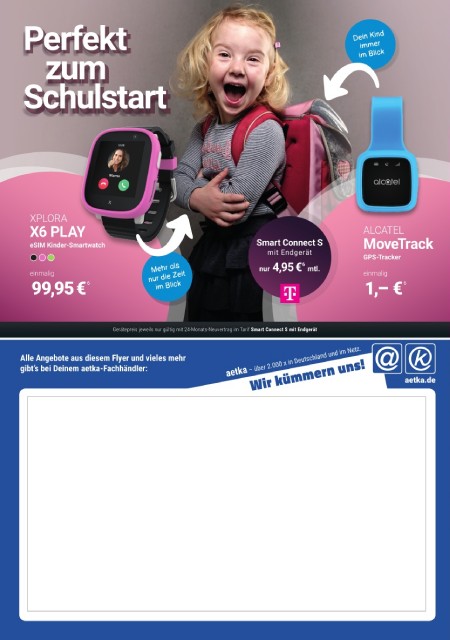 Perfekt
zum
Schulstart
Dein Kind
immer
im Blick
alcatel
XPLORA
X6 PLAY
eSIM Kinder-Smartwatch
einmalig
99,95 €
Mehr als
nur die Zeit
im Blick
Smart Connect S
mit Endgerät
nur 4,95 € mtl.
T
ALCATEL
MoveTrack
GPS-Tracker
einmalig
1,– €
Gerätepreis jeweils nur gültig mit 24-Monats-Neuvertrag im Tarif Smart Connect S mit Endgerät
Alle Angebote aus diesem Flyer und vieles mehr
gibt's bei Deinem aetka-Fachhändler:
aetka – über 2.000 x in Deutschland und im Netz.
Wir kümmern uns!
@ k
aetka.de